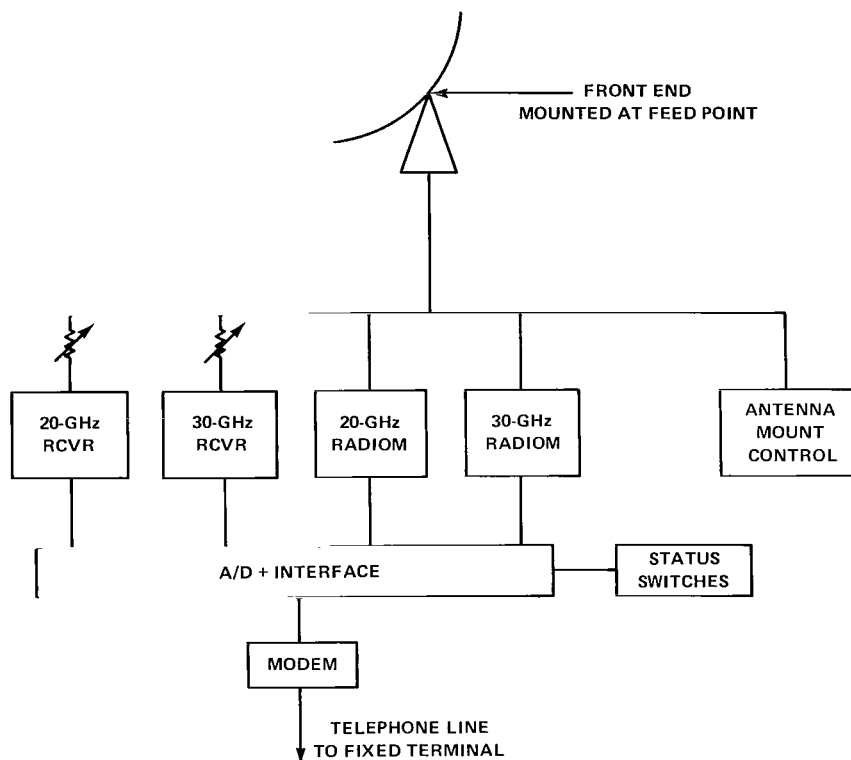 FRONT END
MOUNTED AT FEED POINT
20-GHz
RCVR
30-GHz
RCVR
20-GHz
RADIOM
30-GHz
RADIOM
ANTENNA
MOUNT
CONTROL
A/D + INTERFACE
STATUS
SWITCHES
MODEM
TELEPHONE LINE
TO FIXED TERMINAL